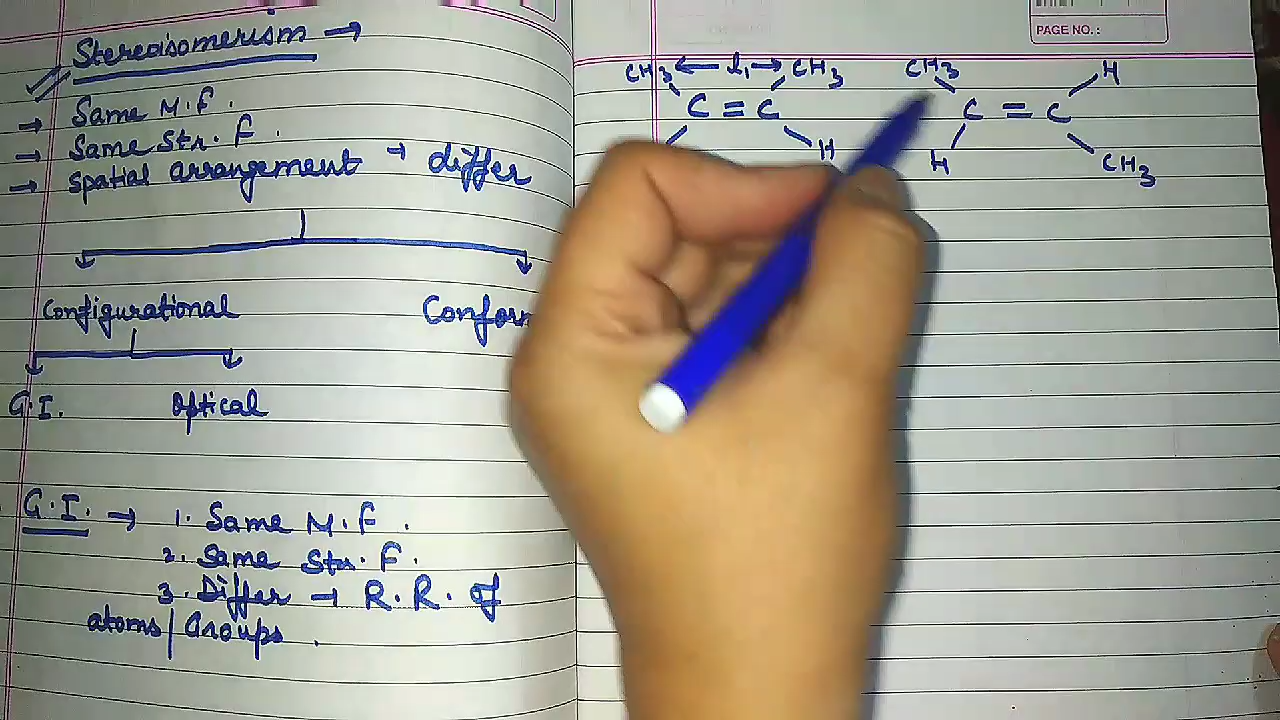 Stereoisomerism →
→ Same M.F.
→ Same Str. F.
→ Spatial arrangement → differ
Configurational
G.I. Optical
G.I. → 1. Same M.F.
2. Same Str. F.
3. Differ → R.R. of
atoms/Groups.
PAGE NO.:
CH3 ← d1 → CH3 CH3 H
C = C C = C
H H CH3